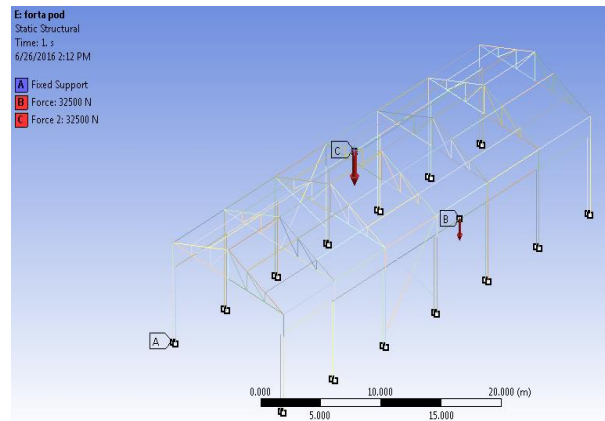 E: forta pod
Static Structural
Time: 1. s
6/26/2016 2:12 PM
A Fixed Support
B Force: 32500 N
C Force 2: 32500 N
C
B
A
0.000 10.000 20.000 (m)
5.000 15.000